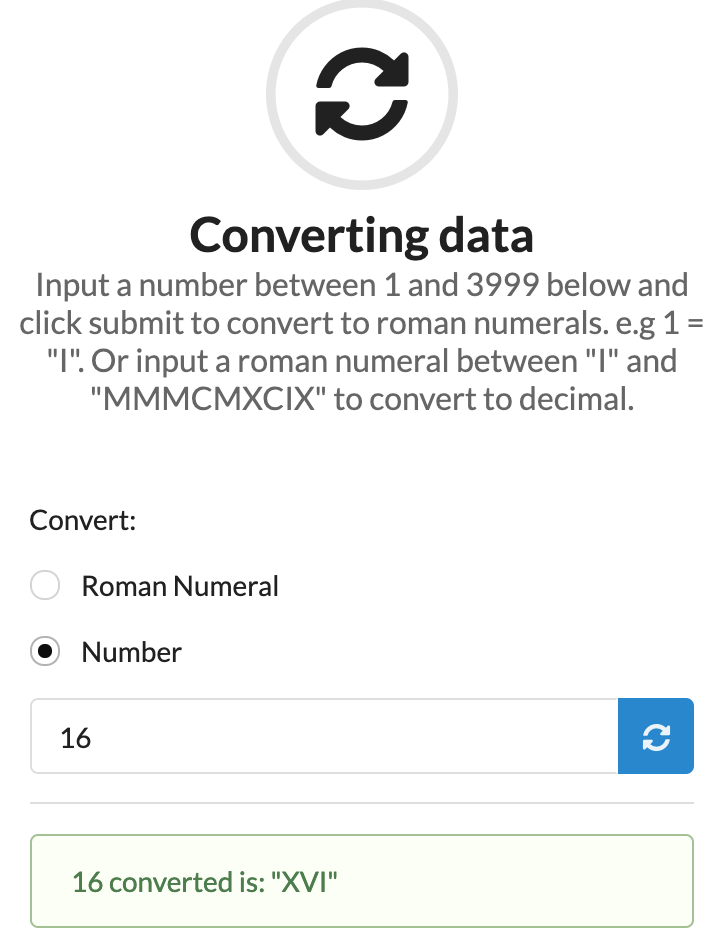 Converting data
Input a number between 1 and 3999 below and
click submit to convert to roman numerals. e.g 1 =
"I". Or input a roman numeral between "I" and
"MMMCMXCIX" to convert to decimal.
Convert:
Roman Numeral
Number
16
16 converted is: "XVI"